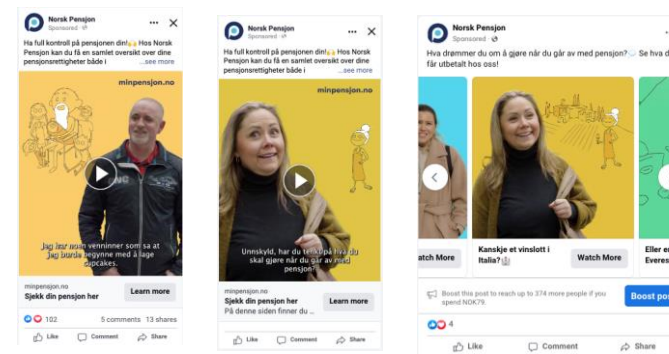 Norsk Pensjon
Sponsored
Ha full kontroll på pensjonen din! Hos Norsk
Pensjon kan du få en samlet oversikt over dine
pensjonsrettigheter både i ...see more
minpensjon.no
Jeg har noen venninner som sa at
jeg burde begynne med å lage
cupcakes.
minpensjon.no
Sjekk din pensjon her
Learn more
102
5 comments 13 shares
Like Comment Share
Norsk Pensjon
Sponsored
Ha full kontroll på pensjonen din! Hos Norsk
Pensjon kan du få en samlet oversikt over dine
pensjonsrettigheter både i ...see more
minpensjon.no
Unnskyld, har du tenkt på hva du
skal gjøre når du går av med
pensjon?
minpensjon.no
Sjekk din pensjon her
På denne siden finner du ...
Learn more
Like Comment Share
Norsk Pensjon
Sponsored
Hva drømmer du om å gjøre når du går av med pensjon? Se hva d
får utbetalt hos oss!
atch More
Kanskje et vinslott i
Italia?
Watch More
Eller e
Everes
Boost this post to reach up to 374 more people if you
spend NOK79.
Boost pos
4
Like Comment Share